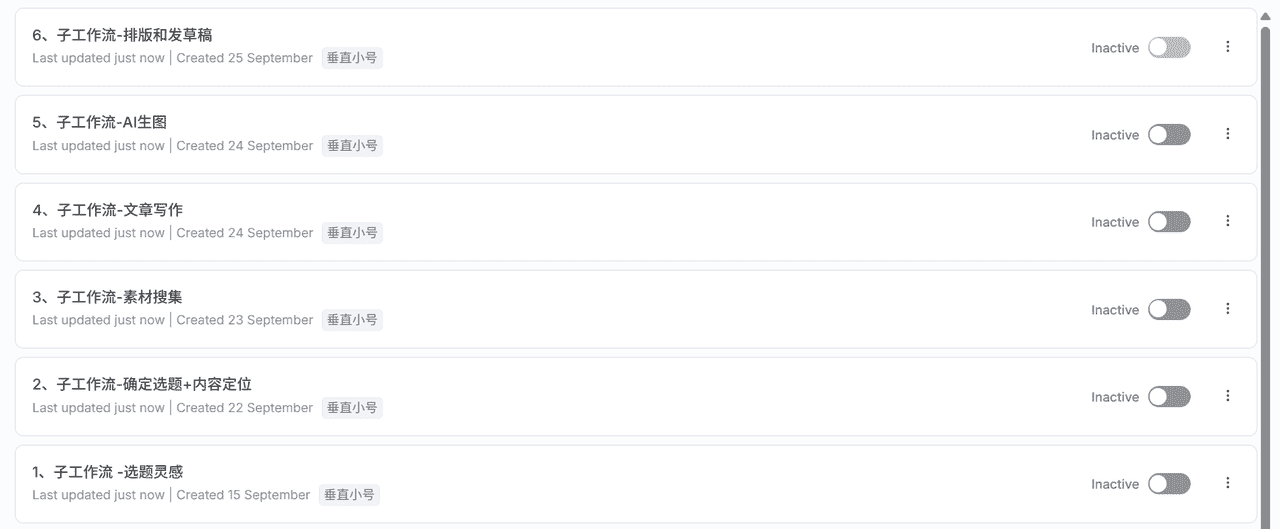 6、子工作流-排版和发草稿
Inactive
Last updated just now | Created 25 September 垂直小号
5、子工作流-AI生图
Inactive
Last updated just now | Created 24 September 垂直小号
4、子工作流-文章写作
Inactive
Last updated just now | Created 24 September 垂直小号
3、子工作流-素材搜集
Inactive
Last updated just now | Created 23 September 垂直小号
2、子工作流-确定选题+内容定位
Inactive
Last updated just now | Created 22 September 垂直小号
1、子工作流 -选题灵感
Inactive
Last updated just now | Created 15 September 垂直小号